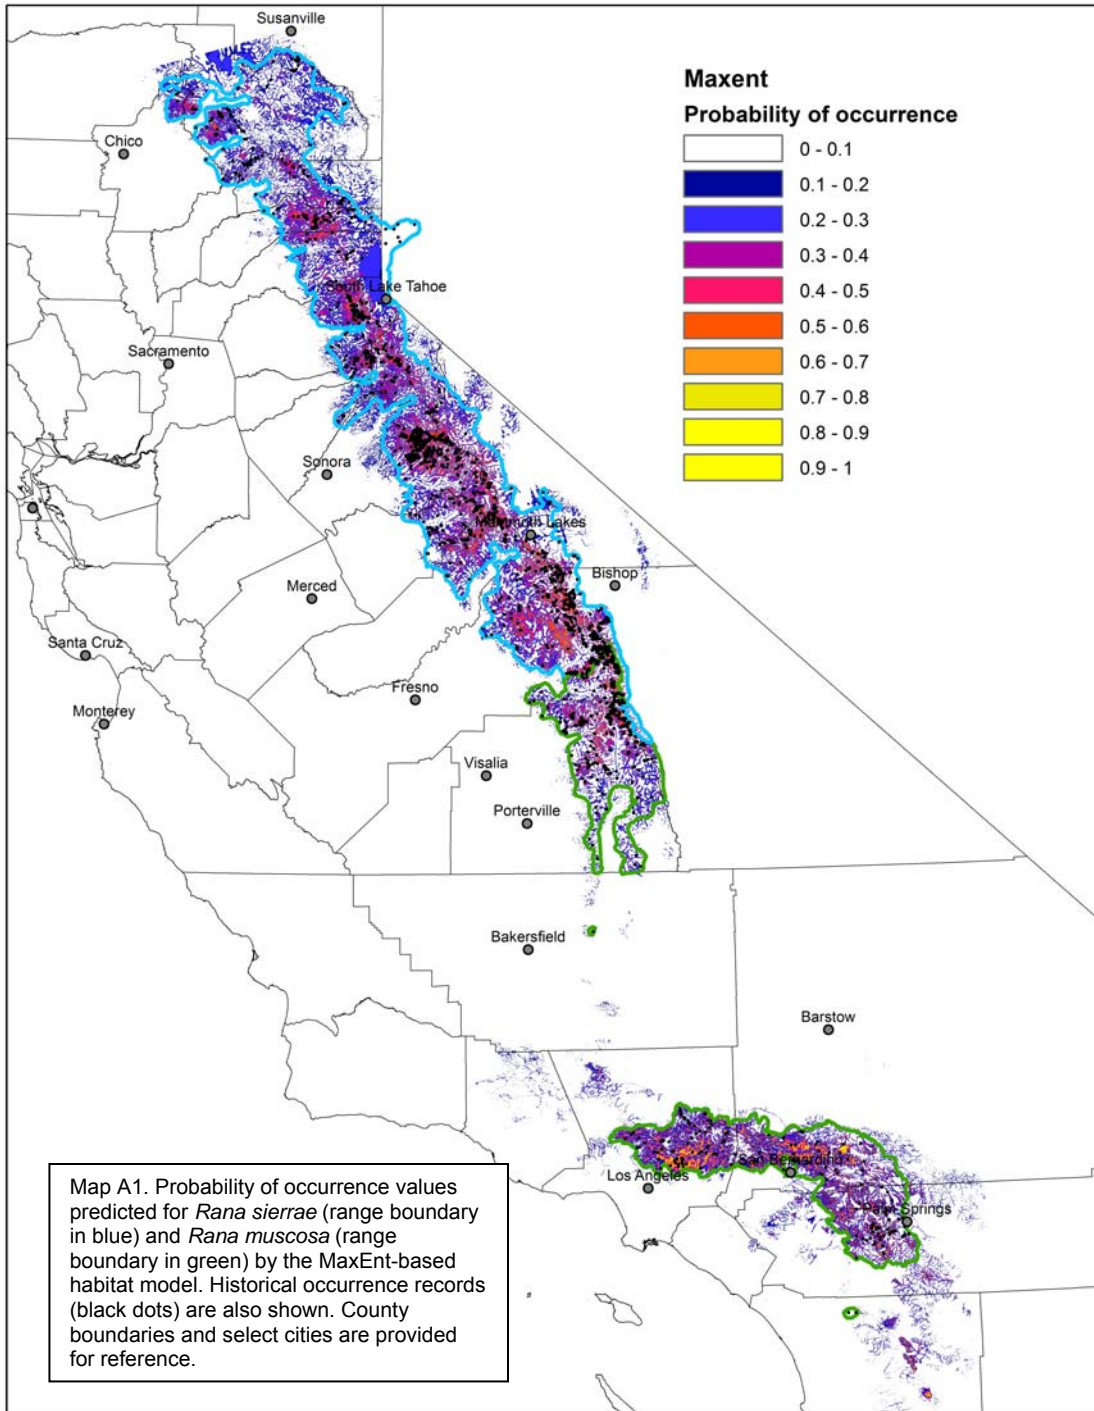 Susanville
Maxent
Probability of occurrence
0 - 0.1
0.1 - 0.2
0.2 - 0.3
0.3 - 0.4
0.4 - 0.5
0.5 - 0.6
0.6 - 0.7
0.7 - 0.8
0.8 - 0.9
0.9 - 1
Chico
South Lake Tahoe
Sacramento
Sonora
Mammoth Lakes
Bishop
Merced
Santa Cruz
Fresno
Monterey
Visalia
Porterville
Bakersfield
Barstow
San Bernardino
Los Angeles
Palm Springs
Map A1. Probability of occurrence values
predicted for Rana sierrae (range boundary
in blue) and Rana muscosa (range
boundary in green) by the MaxEnt-based
habitat model. Historical occurrence records
(black dots) are also shown. County
boundaries and select cities are provided
for reference.